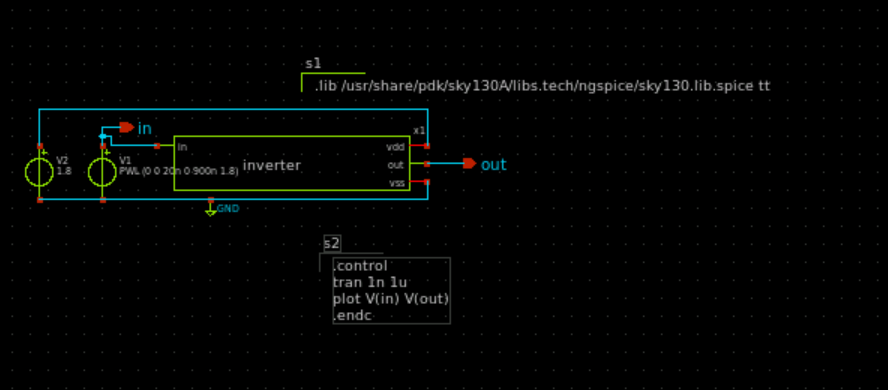 s1
.lib /usr/share/pdk/sky130A/libs.tech/ngspice/sky130.lib.spice tt
in
x1
V2
1.8
V1
PWL (0 0 20n 0 900n 1.8)
in
inverter
vdd
out
vss
out
GND
s2
.control
tran 1n 1u
plot V(in) V(out)
.endc